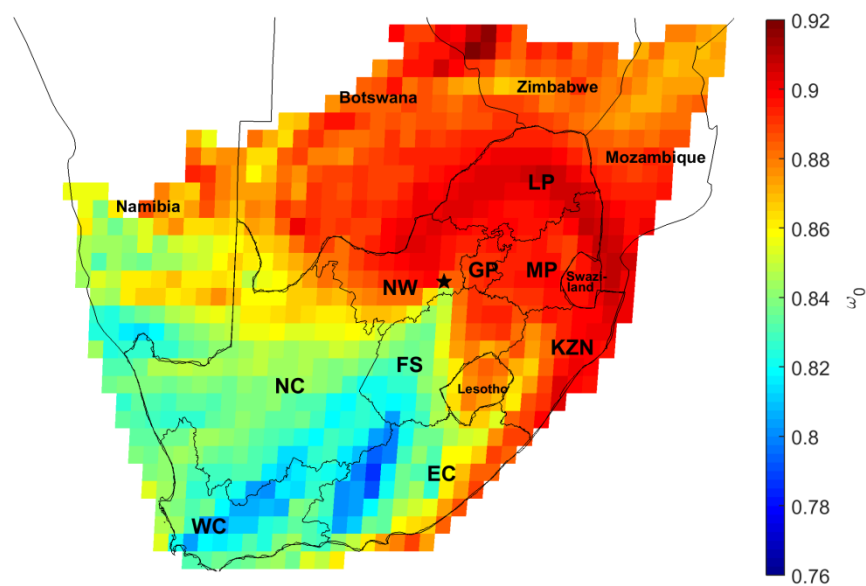 0.92
Zimbabwe
Botswana
0.9
Mozambique
LP
0.88
Namibia
0.86
GP
MP
Swazi-
land
NW
0.84
ω0
KZN
FS
NC
Lesotho
0.82
0.8
EC
WC
0.78
0.76